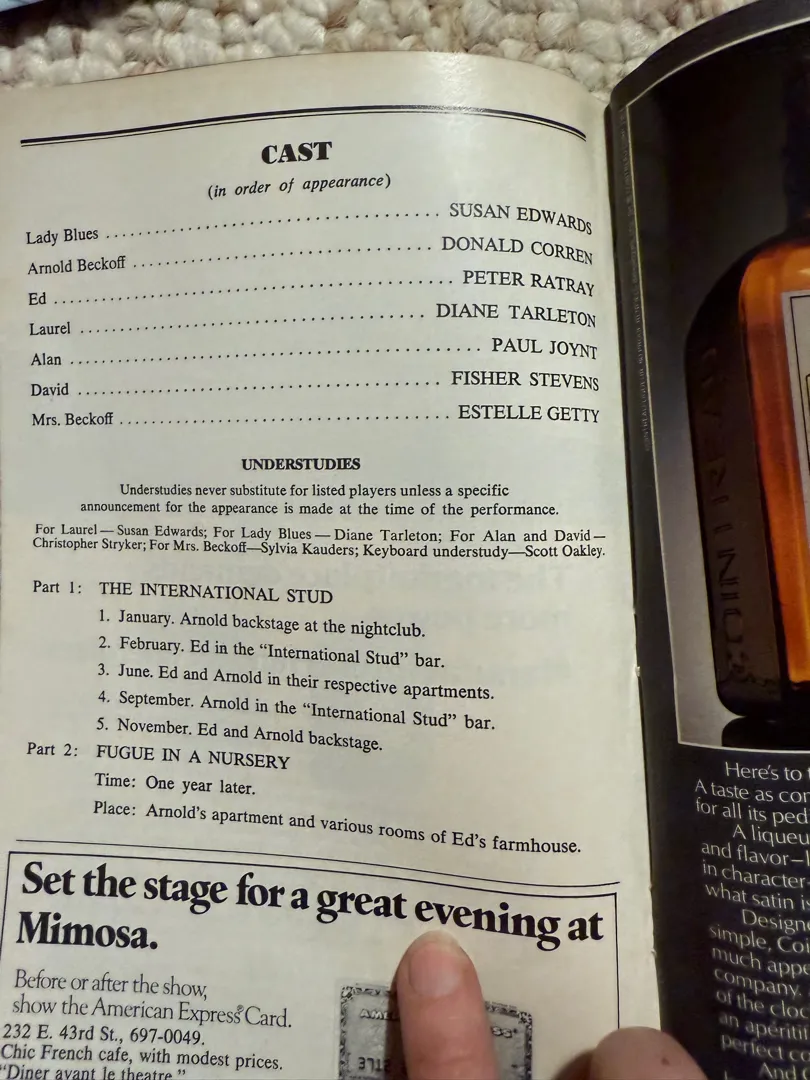 CAST
(in order of appearance)
Lady Blues ........................................ SUSAN EDWARDS
Arnold Beckoff .................................... DONALD CORREN
Ed ................................................ PETER RATRAY
Laurel ............................................ DIANE TARLETON
Alan .............................................. PAUL JOYNT
David ............................................. FISHER STEVENS
Mrs. Beckoff ...................................... ESTELLE GETTY
UNDERSTUDIES
Understudies never substitute for listed players unless a specific
announcement for the appearance is made at the time of the performance.
For Laurel — Susan Edwards; For Lady Blues — Diane Tarleton; For Alan and David —
Christopher Stryker; For Mrs. Beckoff—Sylvia Kauders; Keyboard understudy—Scott Oakley.
Part 1: THE INTERNATIONAL STUD
1. January. Arnold backstage at the nightclub.
2. February. Ed in the “International Stud” bar.
3. June. Ed and Arnold in their respective apartments.
4. September. Arnold in the “International Stud” bar.
5. November. Ed and Arnold backstage.
Part 2: FUGUE IN A NURSERY
Time: One year later.
Place: Arnold's apartment and various rooms of Ed's farmhouse.
Set the stage for a great evening at
Mimosa.
Before or after the show,
show the American Express® Card.
232 E. 43rd St., 697-0049.
Chic French cafe, with modest prices.
"Diner avant le theatre."
3712
COINTREAU
Here's to
A taste as
for all its
A liqueu
and flavor—
in character
what satin
Design
simple,
much
company.
of the
an
perfect
And